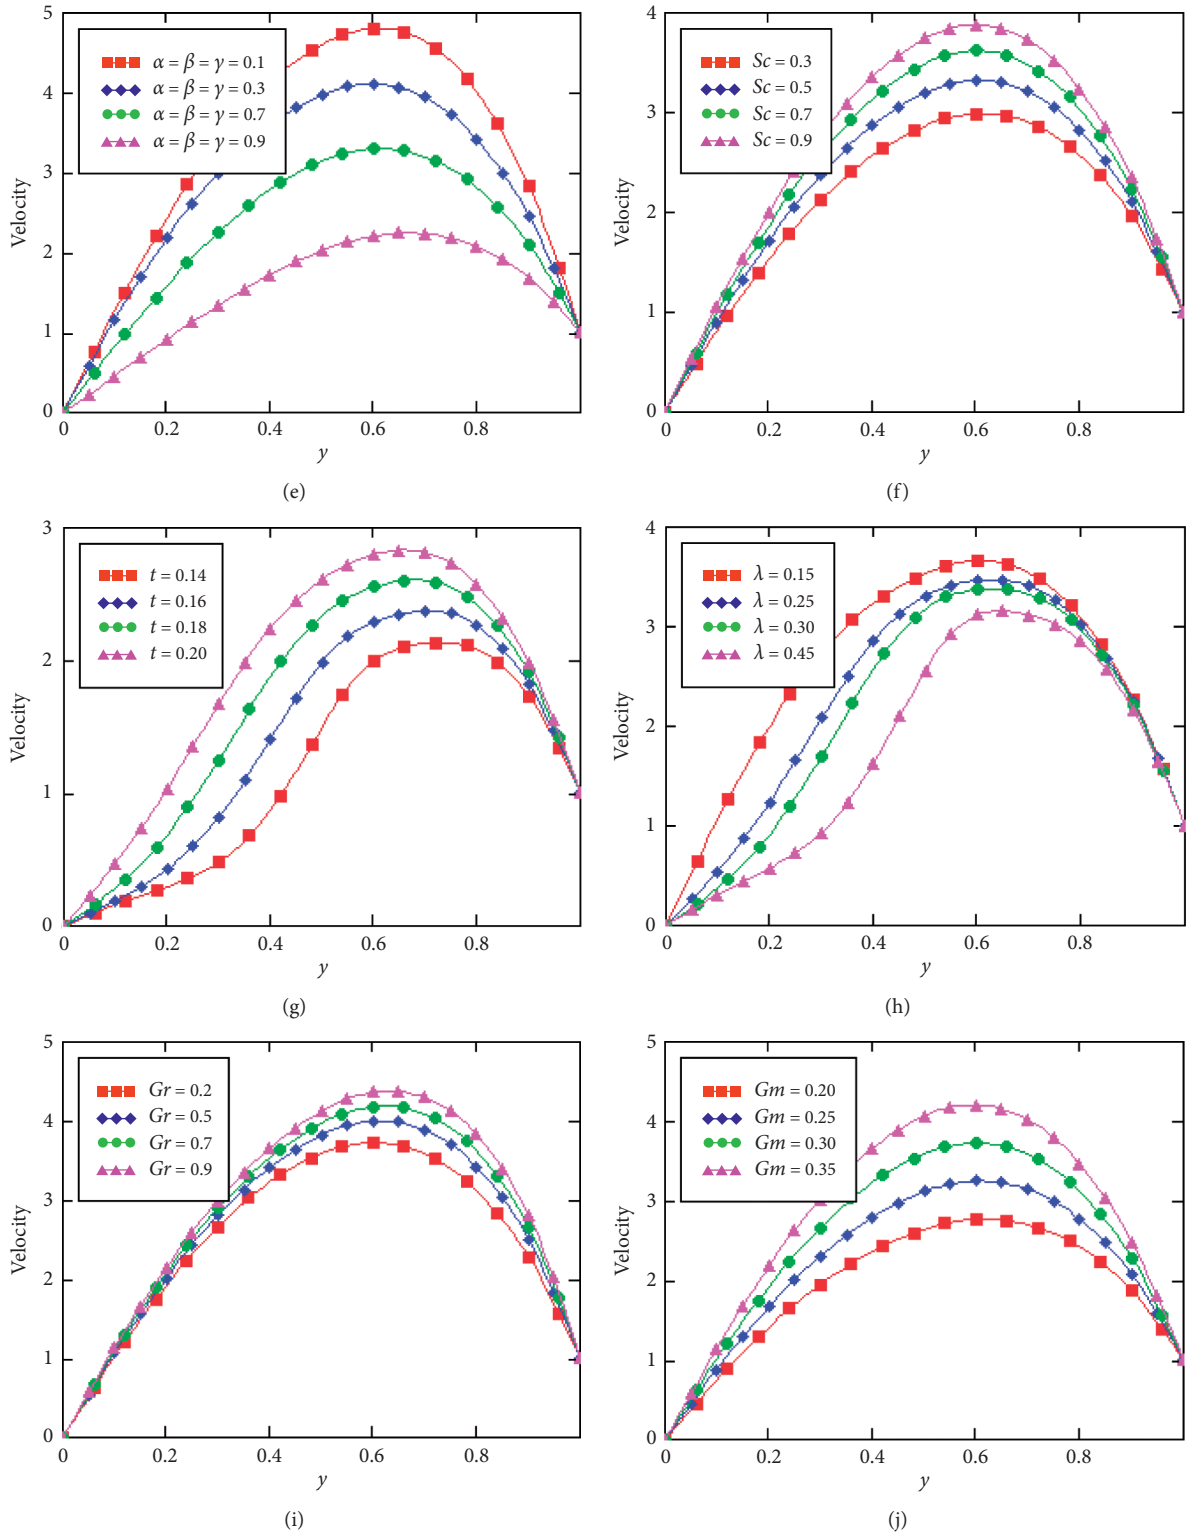 5
4
3
2
1
0
Velocity
α = β = γ = 0.1
α = β = γ = 0.3
α = β = γ = 0.7
α = β = γ = 0.9
0 0.2 0.4 0.6 0.8
y
(e)
4
3
2
1
0
Velocity
Sc = 0.3
Sc = 0.5
Sc = 0.7
Sc = 0.9
0 0.2 0.4 0.6 0.8
y
(f)
3
2
1
0
Velocity
t = 0.14
t = 0.16
t = 0.18
t = 0.20
0 0.2 0.4 0.6 0.8
y
(g)
4
3
2
1
0
Velocity
λ = 0.15
λ = 0.25
λ = 0.30
λ = 0.45
0 0.2 0.4 0.6 0.8
y
(h)
5
4
3
2
1
0
Velocity
Gr = 0.2
Gr = 0.5
Gr = 0.7
Gr = 0.9
0 0.2 0.4 0.6 0.8
y
(i)
5
4
3
2
1
0
Velocity
Gm = 0.20
Gm = 0.25
Gm = 0.30
Gm = 0.35
0 0.2 0.4 0.6 0.8
y
(j)